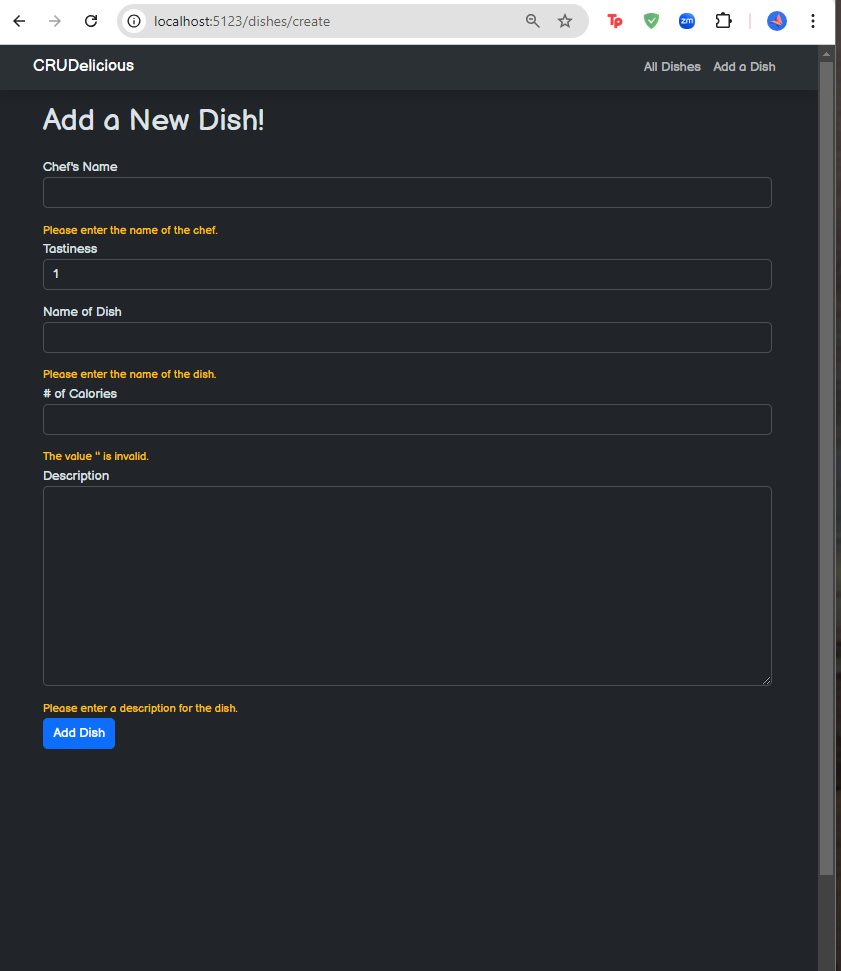 localhost:5123/dishes/create
Tp
zm
CRUDelicious
All Dishes Add a Dish
Add a New Dish!
Chef's Name
Please enter the name of the chef.
Tastiness
1
Name of Dish
Please enter the name of the dish.
# of Calories
The value '' is invalid.
Description
Please enter a description for the dish.
Add Dish